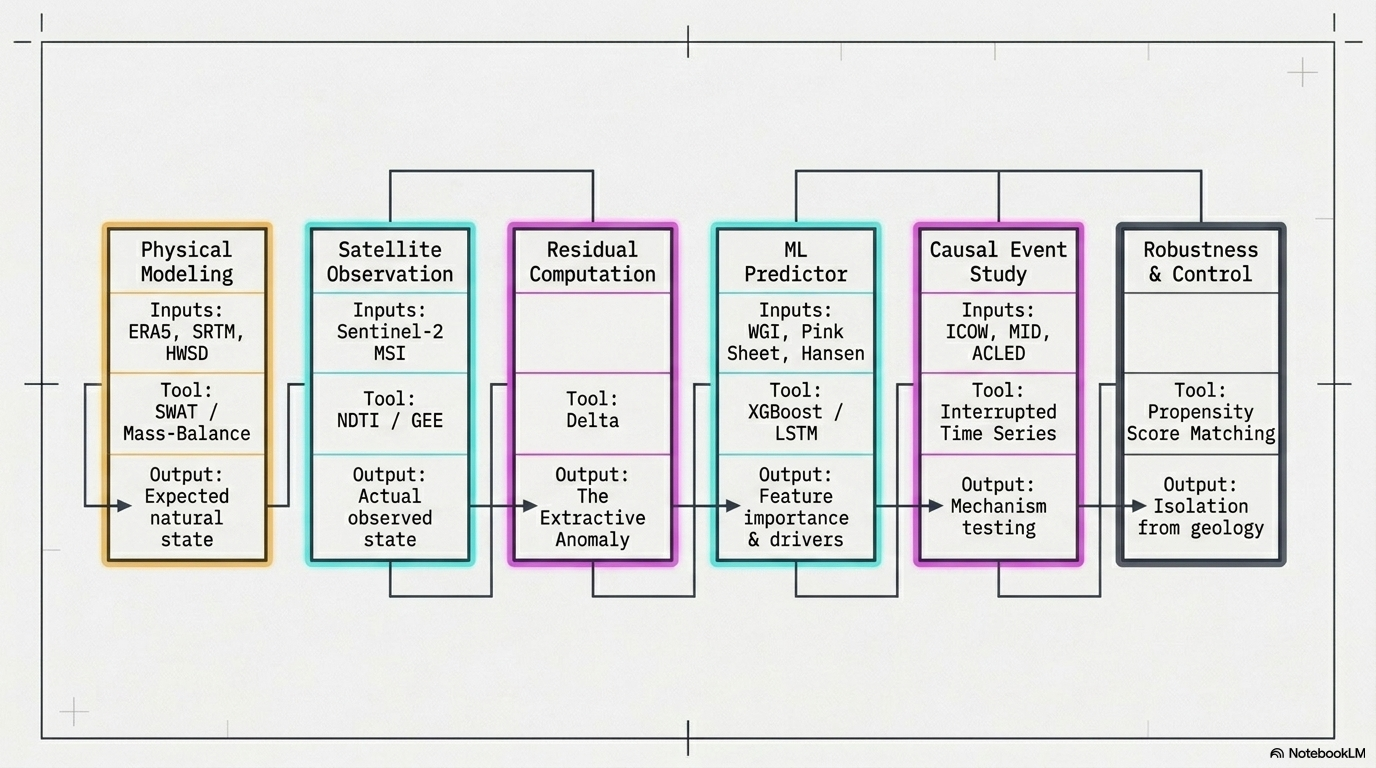 Physical
Modeling
Inputs:
ERA5, SRTM,
HWSD
Tool:
SWAT /
Mass-Balance
Output:
Expected
natural
state
Satellite
Observation
Inputs:
Sentinel-2
MSI
Tool:
NDTI / GEE
Output:
Actual
observed
state
Residual
Computation
Tool:
Delta
Output:
The
Extractive
Anomaly
ML
Predictor
Inputs:
WGI, Pink
Sheet, Hansen
Tool:
XGBoost /
LSTM
Output:
Feature
importance
& drivers
Causal Event
Study
Inputs:
ICOW, MID,
ACLED
Tool:
Interrupted
Time Series
Output:
Mechanism
testing
Robustness
& Control
Tool:
Propensity
Score Matching
Output:
Isolation
from geology
NotebookLM